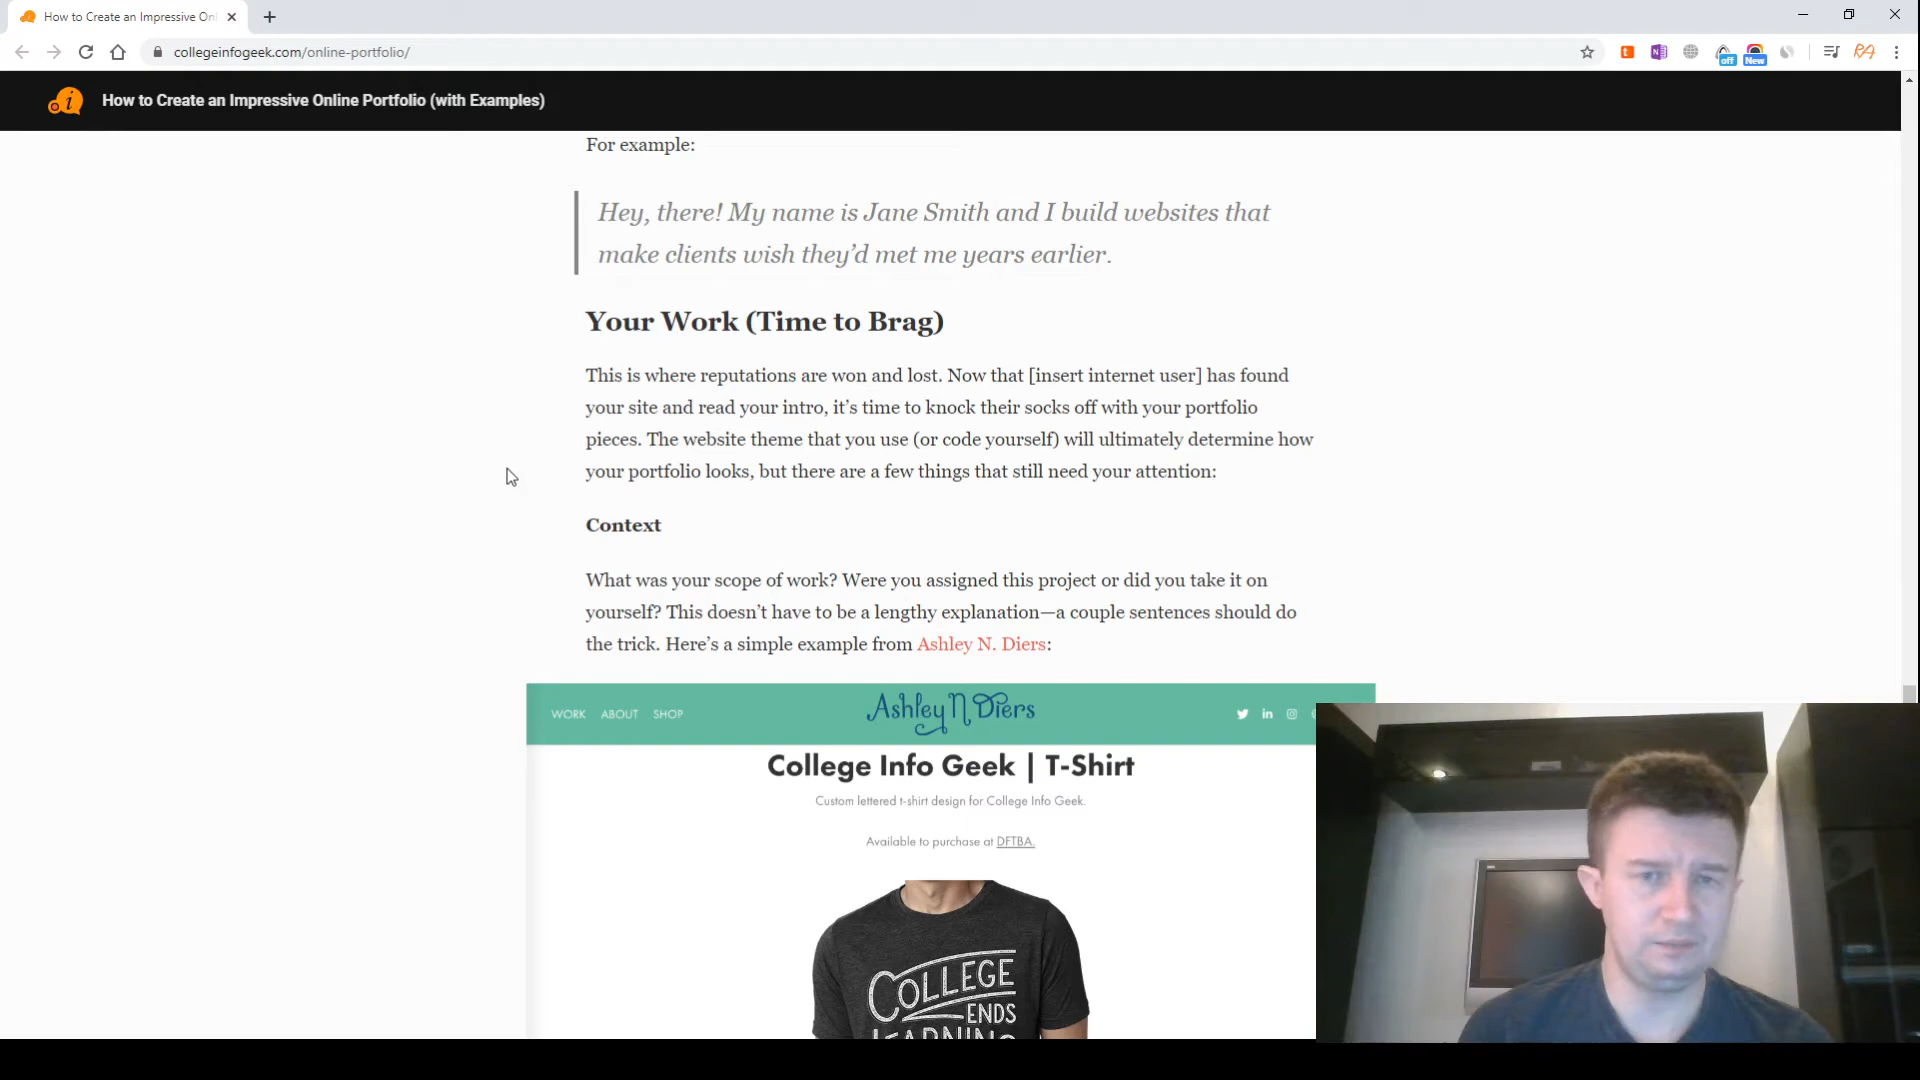 How to Create an Impressive Onl
collegeinfogeek.com/online-portfolio/
off
New
How to Create an Impressive Online Portfolio (with Examples)
For example:
Hey, there! My name is Jane Smith and I build websites that
make clients wish they’d met me years earlier.
Your Work (Time to Brag)
This is where reputations are won and lost. Now that [insert internet user] has found
your site and read your intro, it’s time to knock their socks off with your portfolio
pieces. The website theme that you use (or code yourself) will ultimately determine how
your portfolio looks, but there are a few things that still need your attention:
Context
What was your scope of work? Were you assigned this project or did you take it on
yourself? This doesn’t have to be a lengthy explanation—a couple sentences should do
the trick. Here’s a simple example from Ashley N. Diers:
WORK ABOUT SHOP
Ashley N Diers
College Info Geek | T-Shirt
Custom lettered t-shirt design for College Info Geek.
Available to purchase at DFTBA.
COLLEGE
ENDS
LEARNING